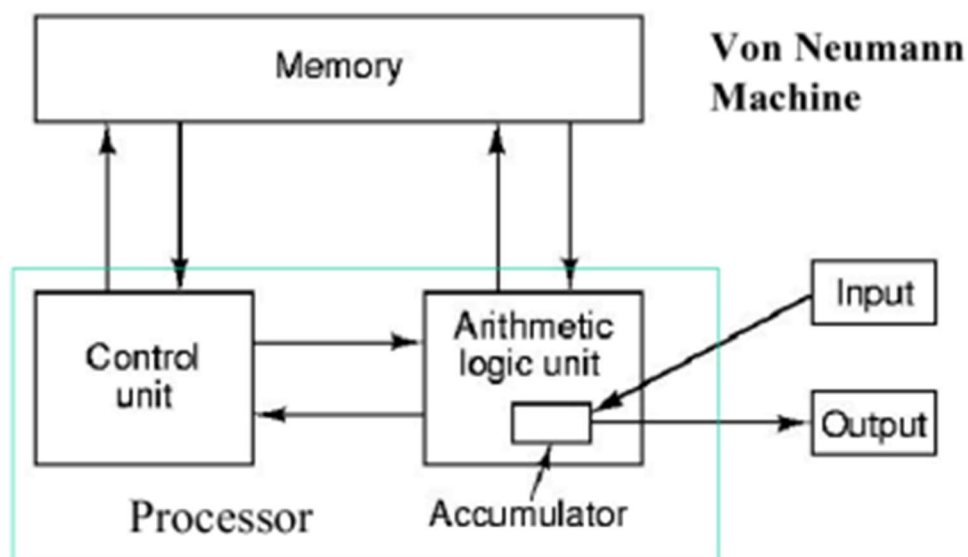 Memory
Von Neumann
Machine
Control
unit
Arithmetic
logic unit
Input
Output
Processor
Accumulator